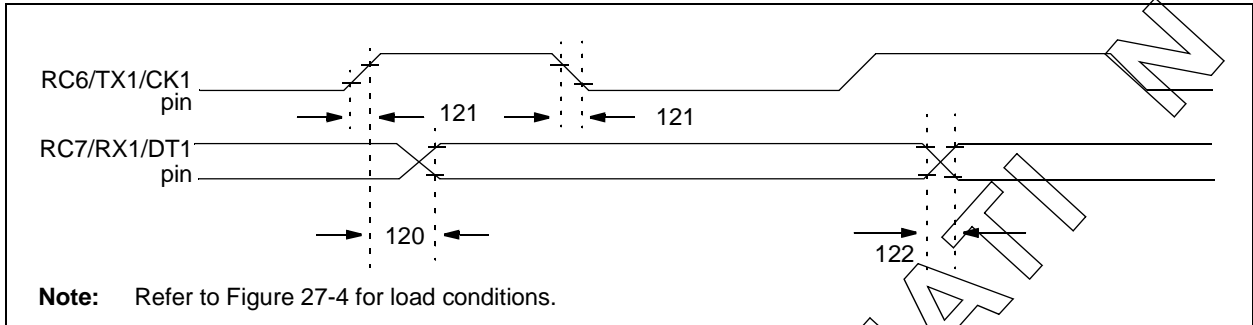 RC6/TX1/CK1
pin
121
121
RC7/RX1/DT1
pin
120
122
Note: Refer to Figure 27-4 for load conditions.
N
ATI